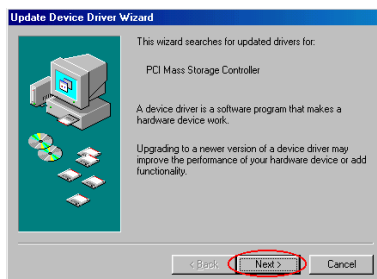 Update Device Driver Wizard
This wizard searches for updated drivers for:
PCI Mass Storage Controller
A device driver is a software program that makes a
hardware device work.
Upgrading to a newer version of a device driver may
improve the performance of your hardware device or add
functionality.
< Back
Next >
Cancel